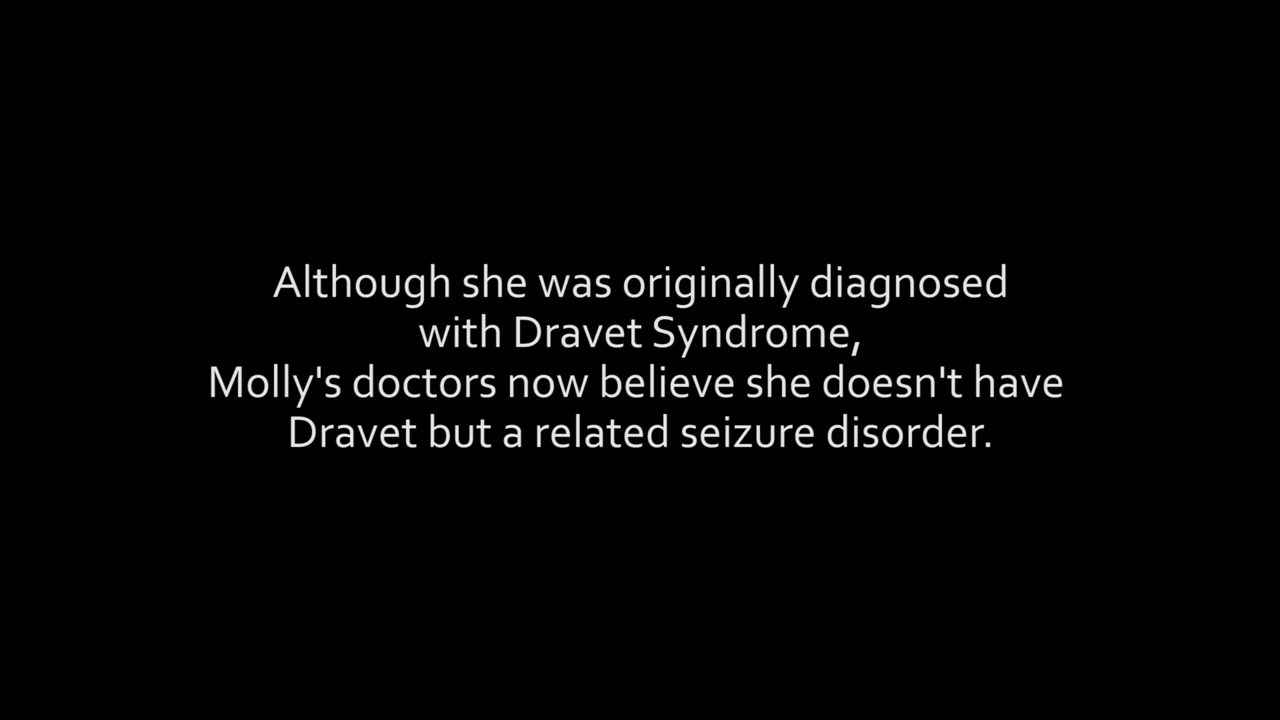 Although she was originally diagnosed
with Dravet Syndrome,
Molly's doctors now believe she doesn't have
Dravet but a related seizure disorder.